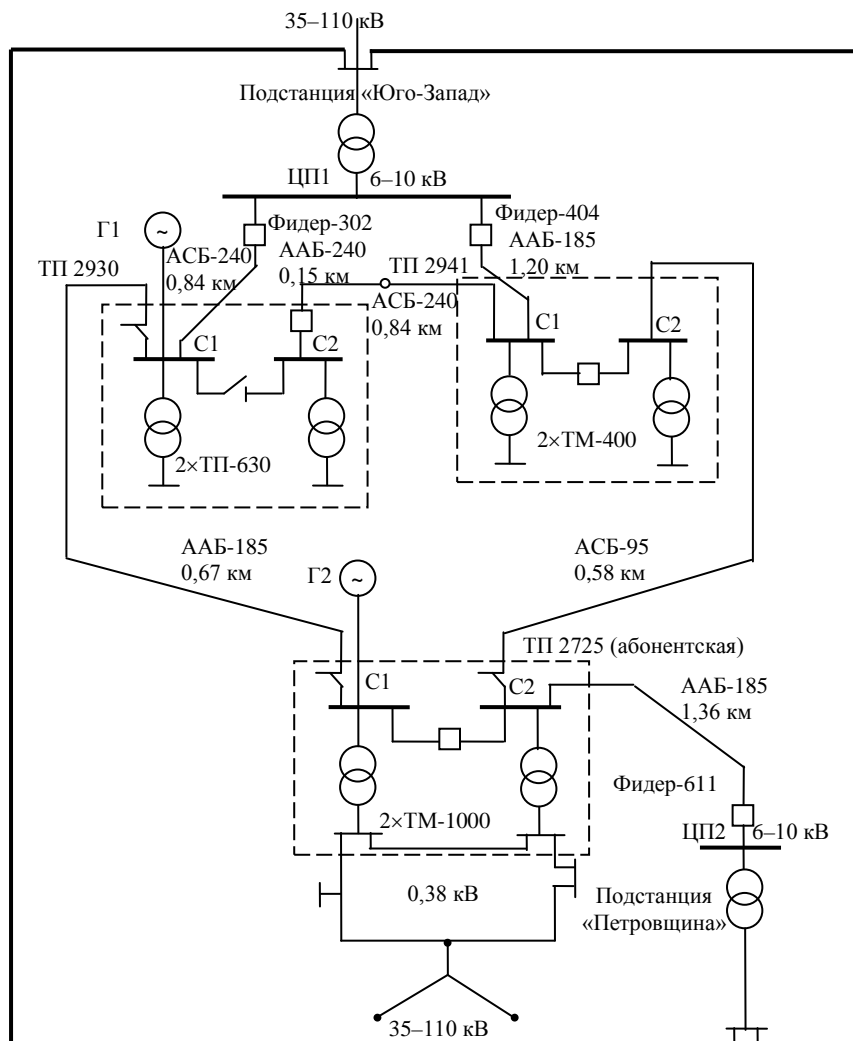 35–110 кВ
Подстанция «Юго-Запад»
ЦП1
6–10 кВ
Г1
~
Фидер-302
Фидер-404
АСБ-240
ААБ-240
ААБ-185
ТП 2930
0,84 км
0,15 км
ТП 2941
1,20 км
АСБ-240
0,84 км
С1
С2
С1
С2
2×ТП-630
2×ТМ-400
ААБ-185
0,67 км
Г2
~
АСБ-95
0,58 км
ТП 2725 (абонентская)
С1
С2
ААБ-185
1,36 км
Фидер-611
2×ТМ-1000
ЦП2
6–10 кВ
0,38 кВ
Подстанция
«Петровщина»
35–110 кВ